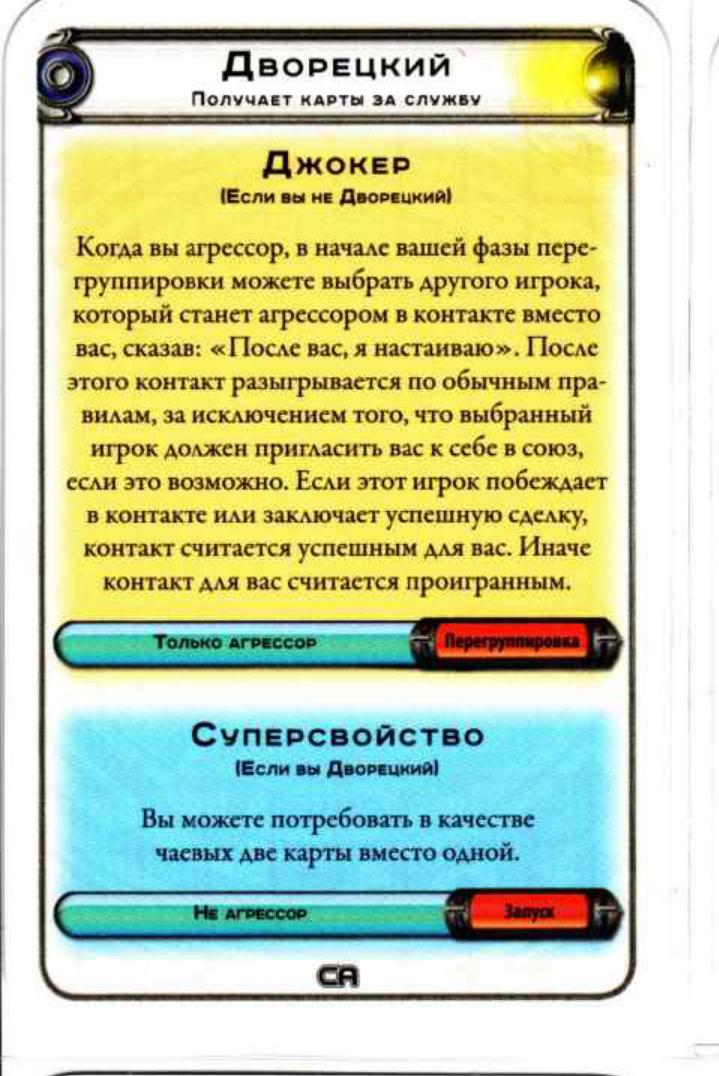 Дворецкий
Получает карты за службу
Джокер
(Если вы не Дворецкий)
Когда вы агрессор, в начале вашей фазы пере-
группировки можете выбрать другого игрока,
который станет агрессором в контакте вместо
вас, сказав: «После вас, я настаиваю». После
этого контакт разыгрывается по обычным пра-
вилам, за исключением того, что выбранный
игрок должен пригласить вас к себе в союз,
если это возможно. Если этот игрок побеждает
в контакте или заключает успешную сделку,
контакт считается успешным для вас. Иначе
контакт для вас считается проигранным.
Только агрессор Перегруппировка
Суперсвойство
(Если вы Дворецкий)
Вы можете потребовать в качестве
чаевых две карты вместо одной.
Не агрессор Запуск
CA